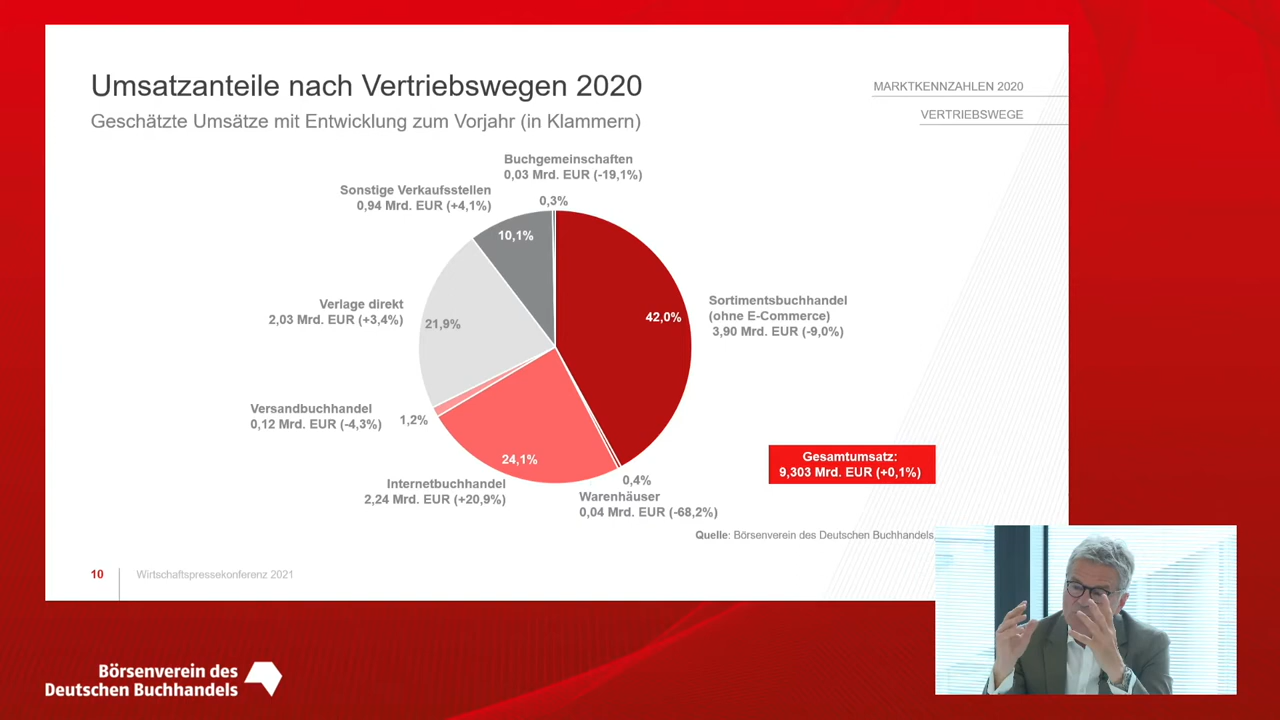 Umsatzanteile nach Vertriebswegen 2020
Geschätzte Umsätze mit Entwicklung zum Vorjahr (in Klammern)
MARKTKENNZAHLEN 2020
VERTRIEBSWEGE
Buchgemeinschaften
0,03 Mrd. EUR (-19,1%)
0,3%
Sonstige Verkaufsstellen
0,94 Mrd. EUR (+4,1%)
10,1%
Verlage direkt
2,03 Mrd. EUR (+3,4%)
21,9%
42,0%
Sortimentsbuchhandel
(ohne E-Commerce)
3,90 Mrd. EUR (-9,0%)
Versandbuchhandel
0,12 Mrd. EUR (-4,3%)
1,2%
24,1%
Internetbuchhandel
2,24 Mrd. EUR (+20,9%)
0,4%
Warenhäuser
0,04 Mrd. EUR (-68,2%)
Gesamtumsatz:
9,303 Mrd. EUR (+0,1%)
Quelle: Börsenverein des Deutschen Buchhandels
10
Wirtschaftspressekonferenz 2021
Börsenverein des
Deutschen Buchhandels